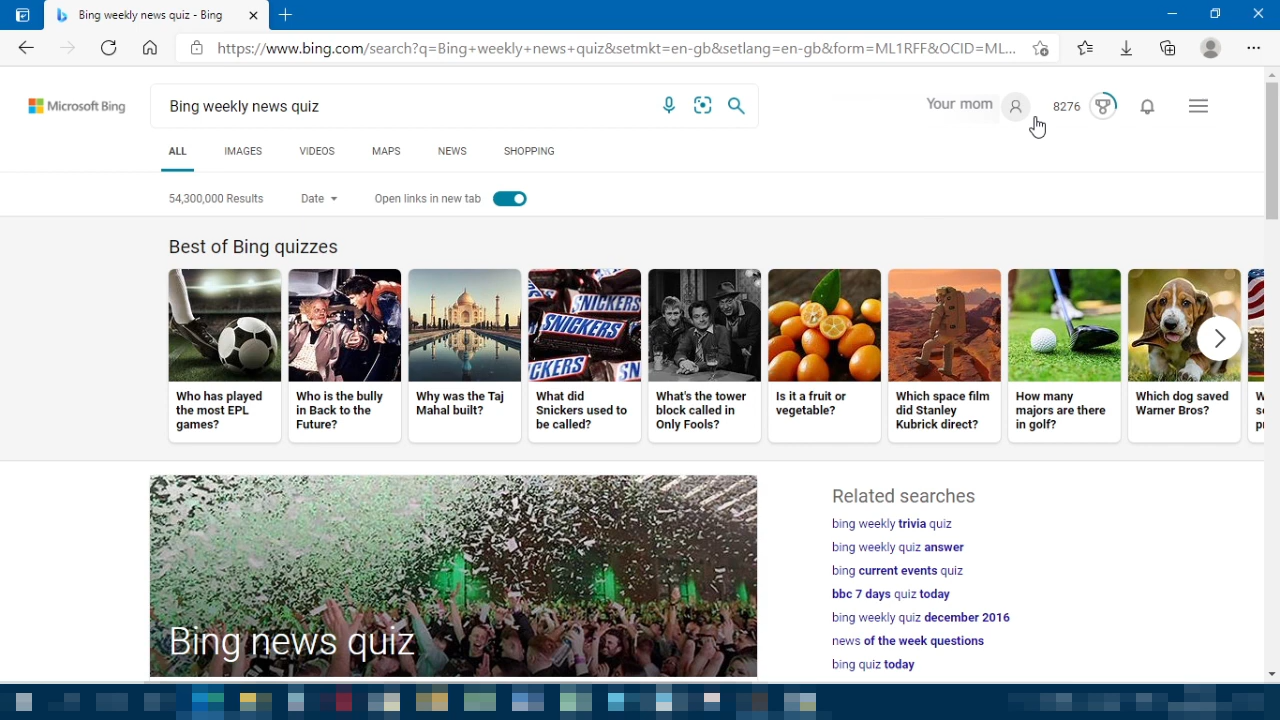 Bing weekly news quiz - Bing
https://www.bing.com/search?q=Bing+weekly+news+quiz&setmkt=en-gb&setlang=en-gb&form=ML1RFF&OCID=ML...
Microsoft Bing
Bing weekly news quiz
Your mom
8276
ALL
IMAGES
VIDEOS
MAPS
NEWS
SHOPPING
54,300,000 Results
Date
Open links in new tab
Best of Bing quizzes
SNICKERS
SNICKERS
CKERS
SN
Who has played
the most EPL
games?
Who is the bully
in Back to the
Future?
Why was the Taj
Mahal built?
What did
Snickers used to
be called?
What's the tower
block called in
Only Fools?
Is it a fruit or
vegetable?
Which space film
did Stanley
Kubrick direct?
How many
majors are there
in golf?
Which dog saved
Warner Bros?
Bing news quiz
Related searches
bing weekly trivia quiz
bing weekly quiz answer
bing current events quiz
bbc 7 days quiz today
bing weekly quiz december 2016
news of the week questions
bing quiz today